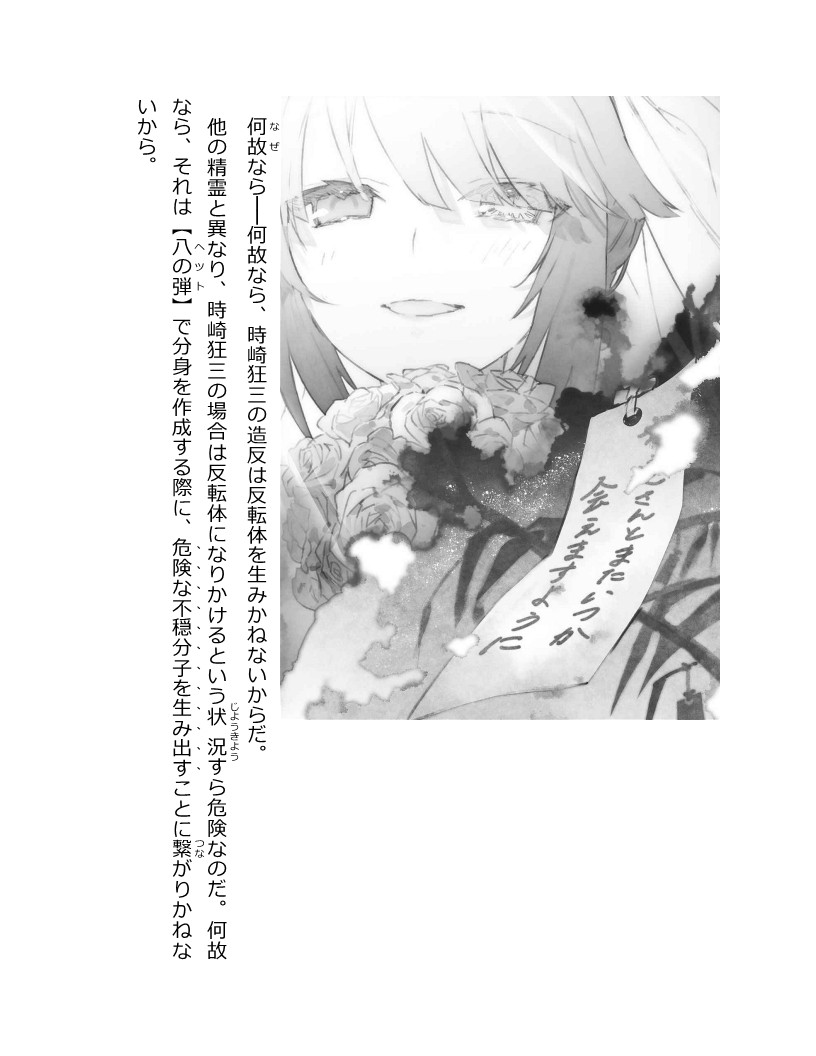 さんとまたいつか
会えますように
何故なら──何故なら、時崎狂三の造反は反転体を生みかねないからだ。
他の精霊と異なり、時崎狂三の場合は反転体になりかけるという状況すら危険なのだ。何故
なら、それは【八の弾】で分身を作成する際に、危険な不穏分子を生み出すことに繋がりかねな
いから。